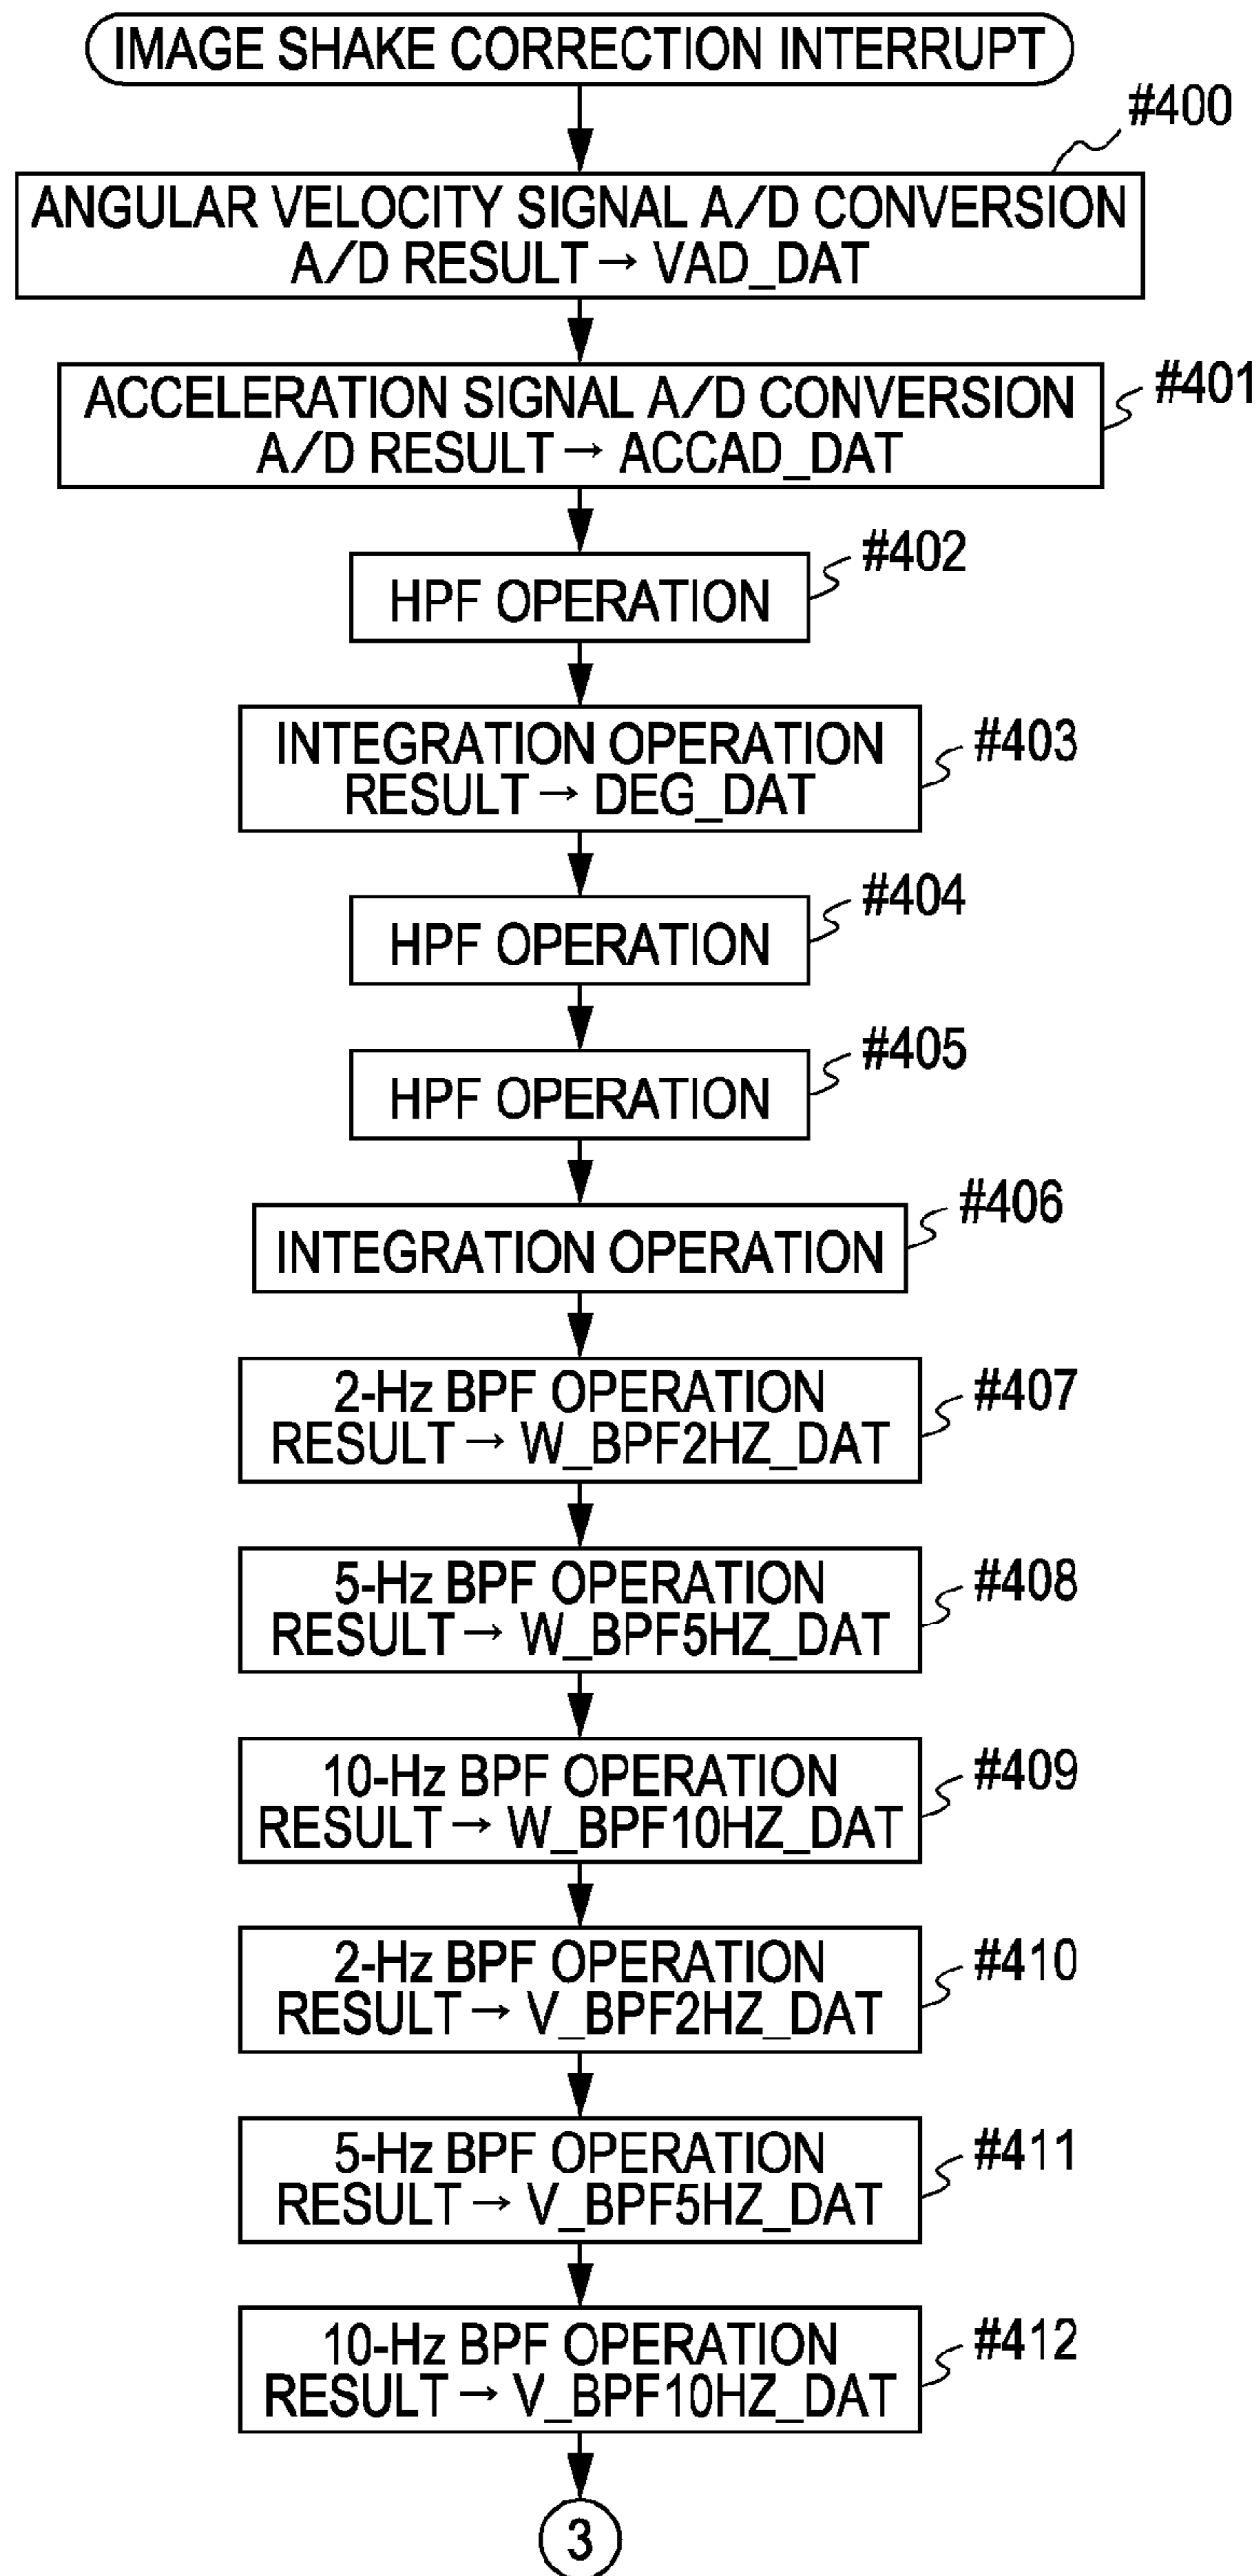 IMAGE SHAKE CORRECTION INTERRUPT
#400
ANGULAR VELOCITY SIGNAL A/D CONVERSION
A/D RESULT → VAD_DAT
#401
ACCELERATION SIGNAL A/D CONVERSION
A/D RESULT → ACCAD_DAT
#402
HPF OPERATION
#403
INTEGRATION OPERATION
RESULT → DEG_DAT
#404
HPF OPERATION
#405
HPF OPERATION
#406
INTEGRATION OPERATION
#407
2-Hz BPF OPERATION
RESULT → W_BPF2HZ_DAT
#408
5-Hz BPF OPERATION
RESULT → W_BPF5HZ_DAT
#409
10-Hz BPF OPERATION
RESULT → W_BPF10HZ_DAT
#410
2-Hz BPF OPERATION
RESULT → V_BPF2HZ_DAT
#411
5-Hz BPF OPERATION
RESULT → V_BPF5HZ_DAT
#412
10-Hz BPF OPERATION
RESULT → V_BPF10HZ_DAT
3